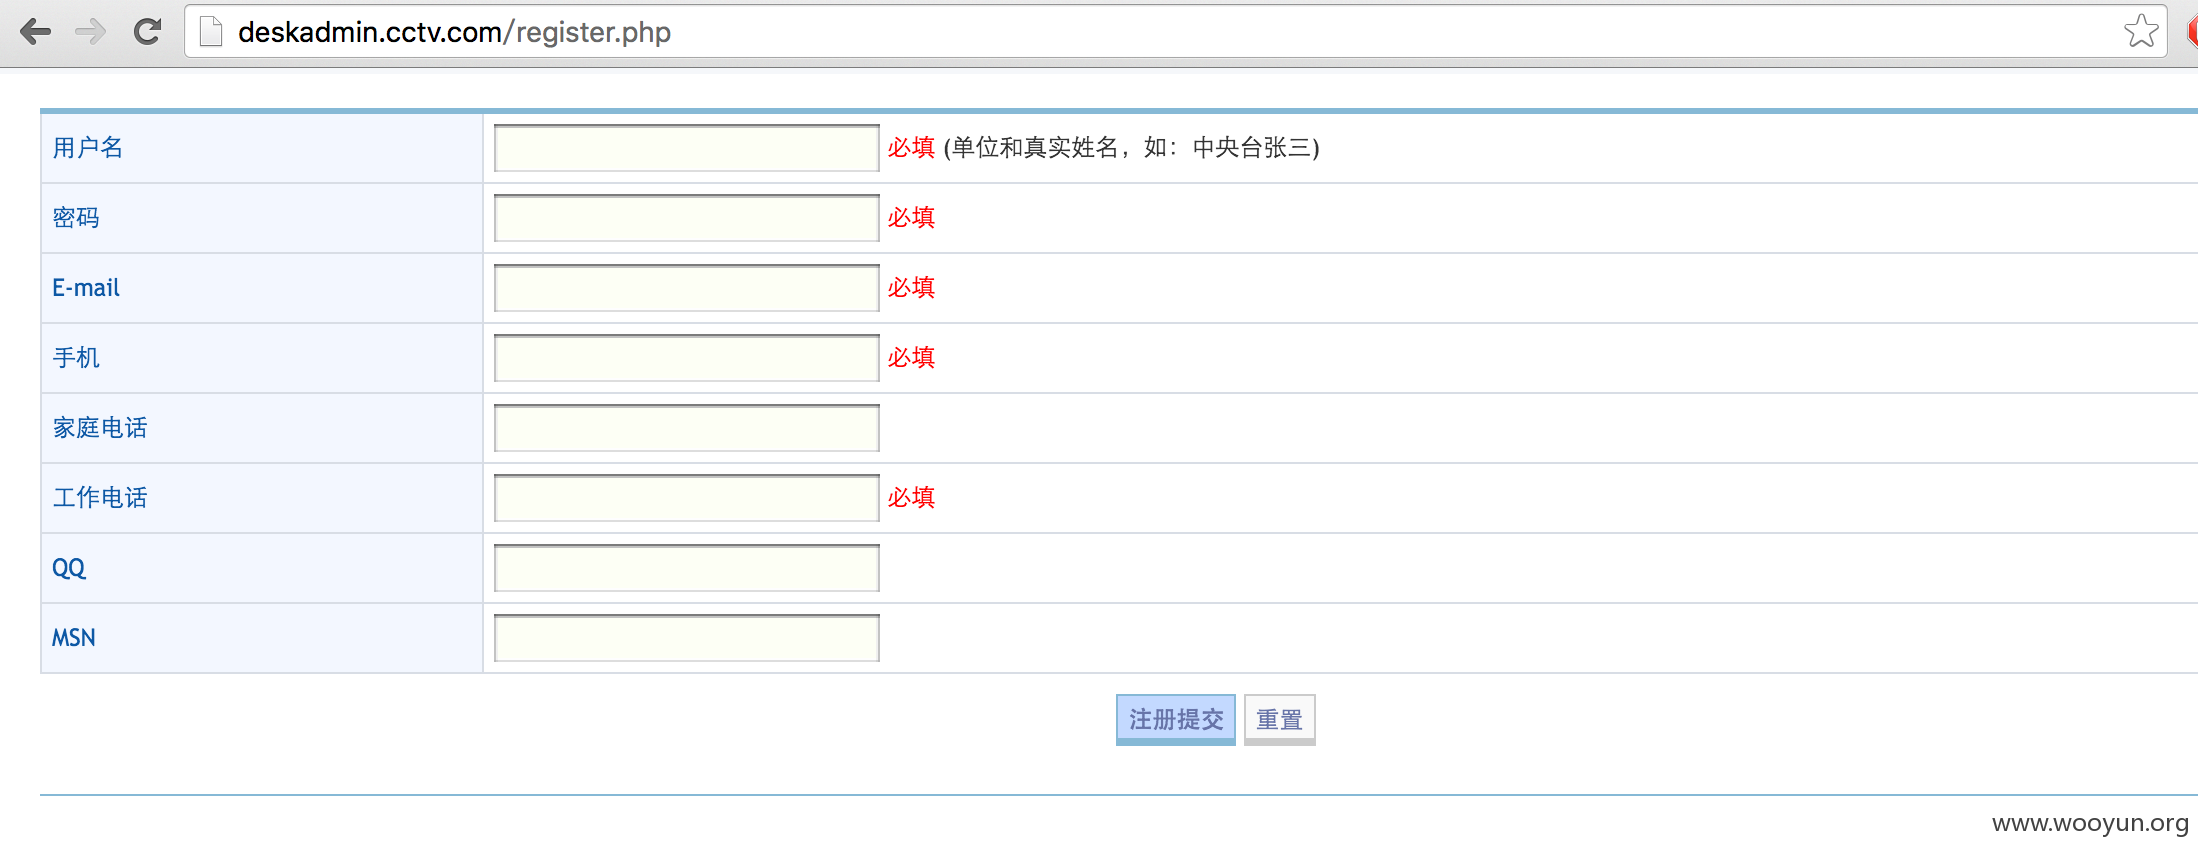 deskadmin.cctv.com/register.php
用户名 必填 (单位和真实姓名，如：中央台张三)
密码 必填
E-mail 必填
手机 必填
家庭电话
工作电话 必填
QQ
MSN
注册提交 重置
www.wooyun.org